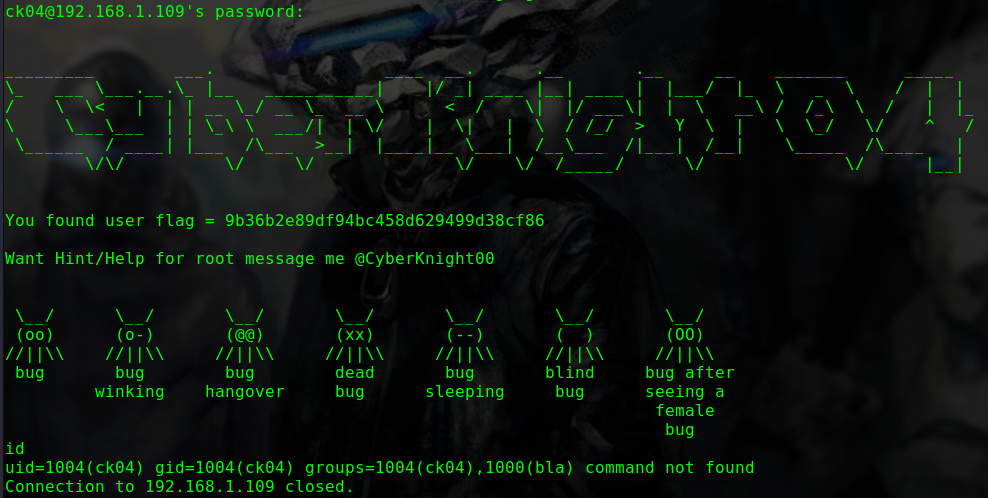 ck04@192.168.1.109's password:
CyberKnight04
You found user flag = 9b36b2e89df94bc458d629499d38cf86
Want Hint/Help for root message me @CyberKnight00
\__/ \__/ \__/ \__/ \__/ \__/ \__/
(oo) (o-) (@@) (xx) (--) (  ) (OO)
//||\\ //||\\ //||\\ //||\\ //||\\ //||\\ //||\\
bug bug bug dead bug blind bug after
winking hangover bug sleeping bug seeing a
female
bug
id
uid=1004(ck04) gid=1004(ck04) groups=1004(ck04),1000(bla) command not found
Connection to 192.168.1.109 closed.